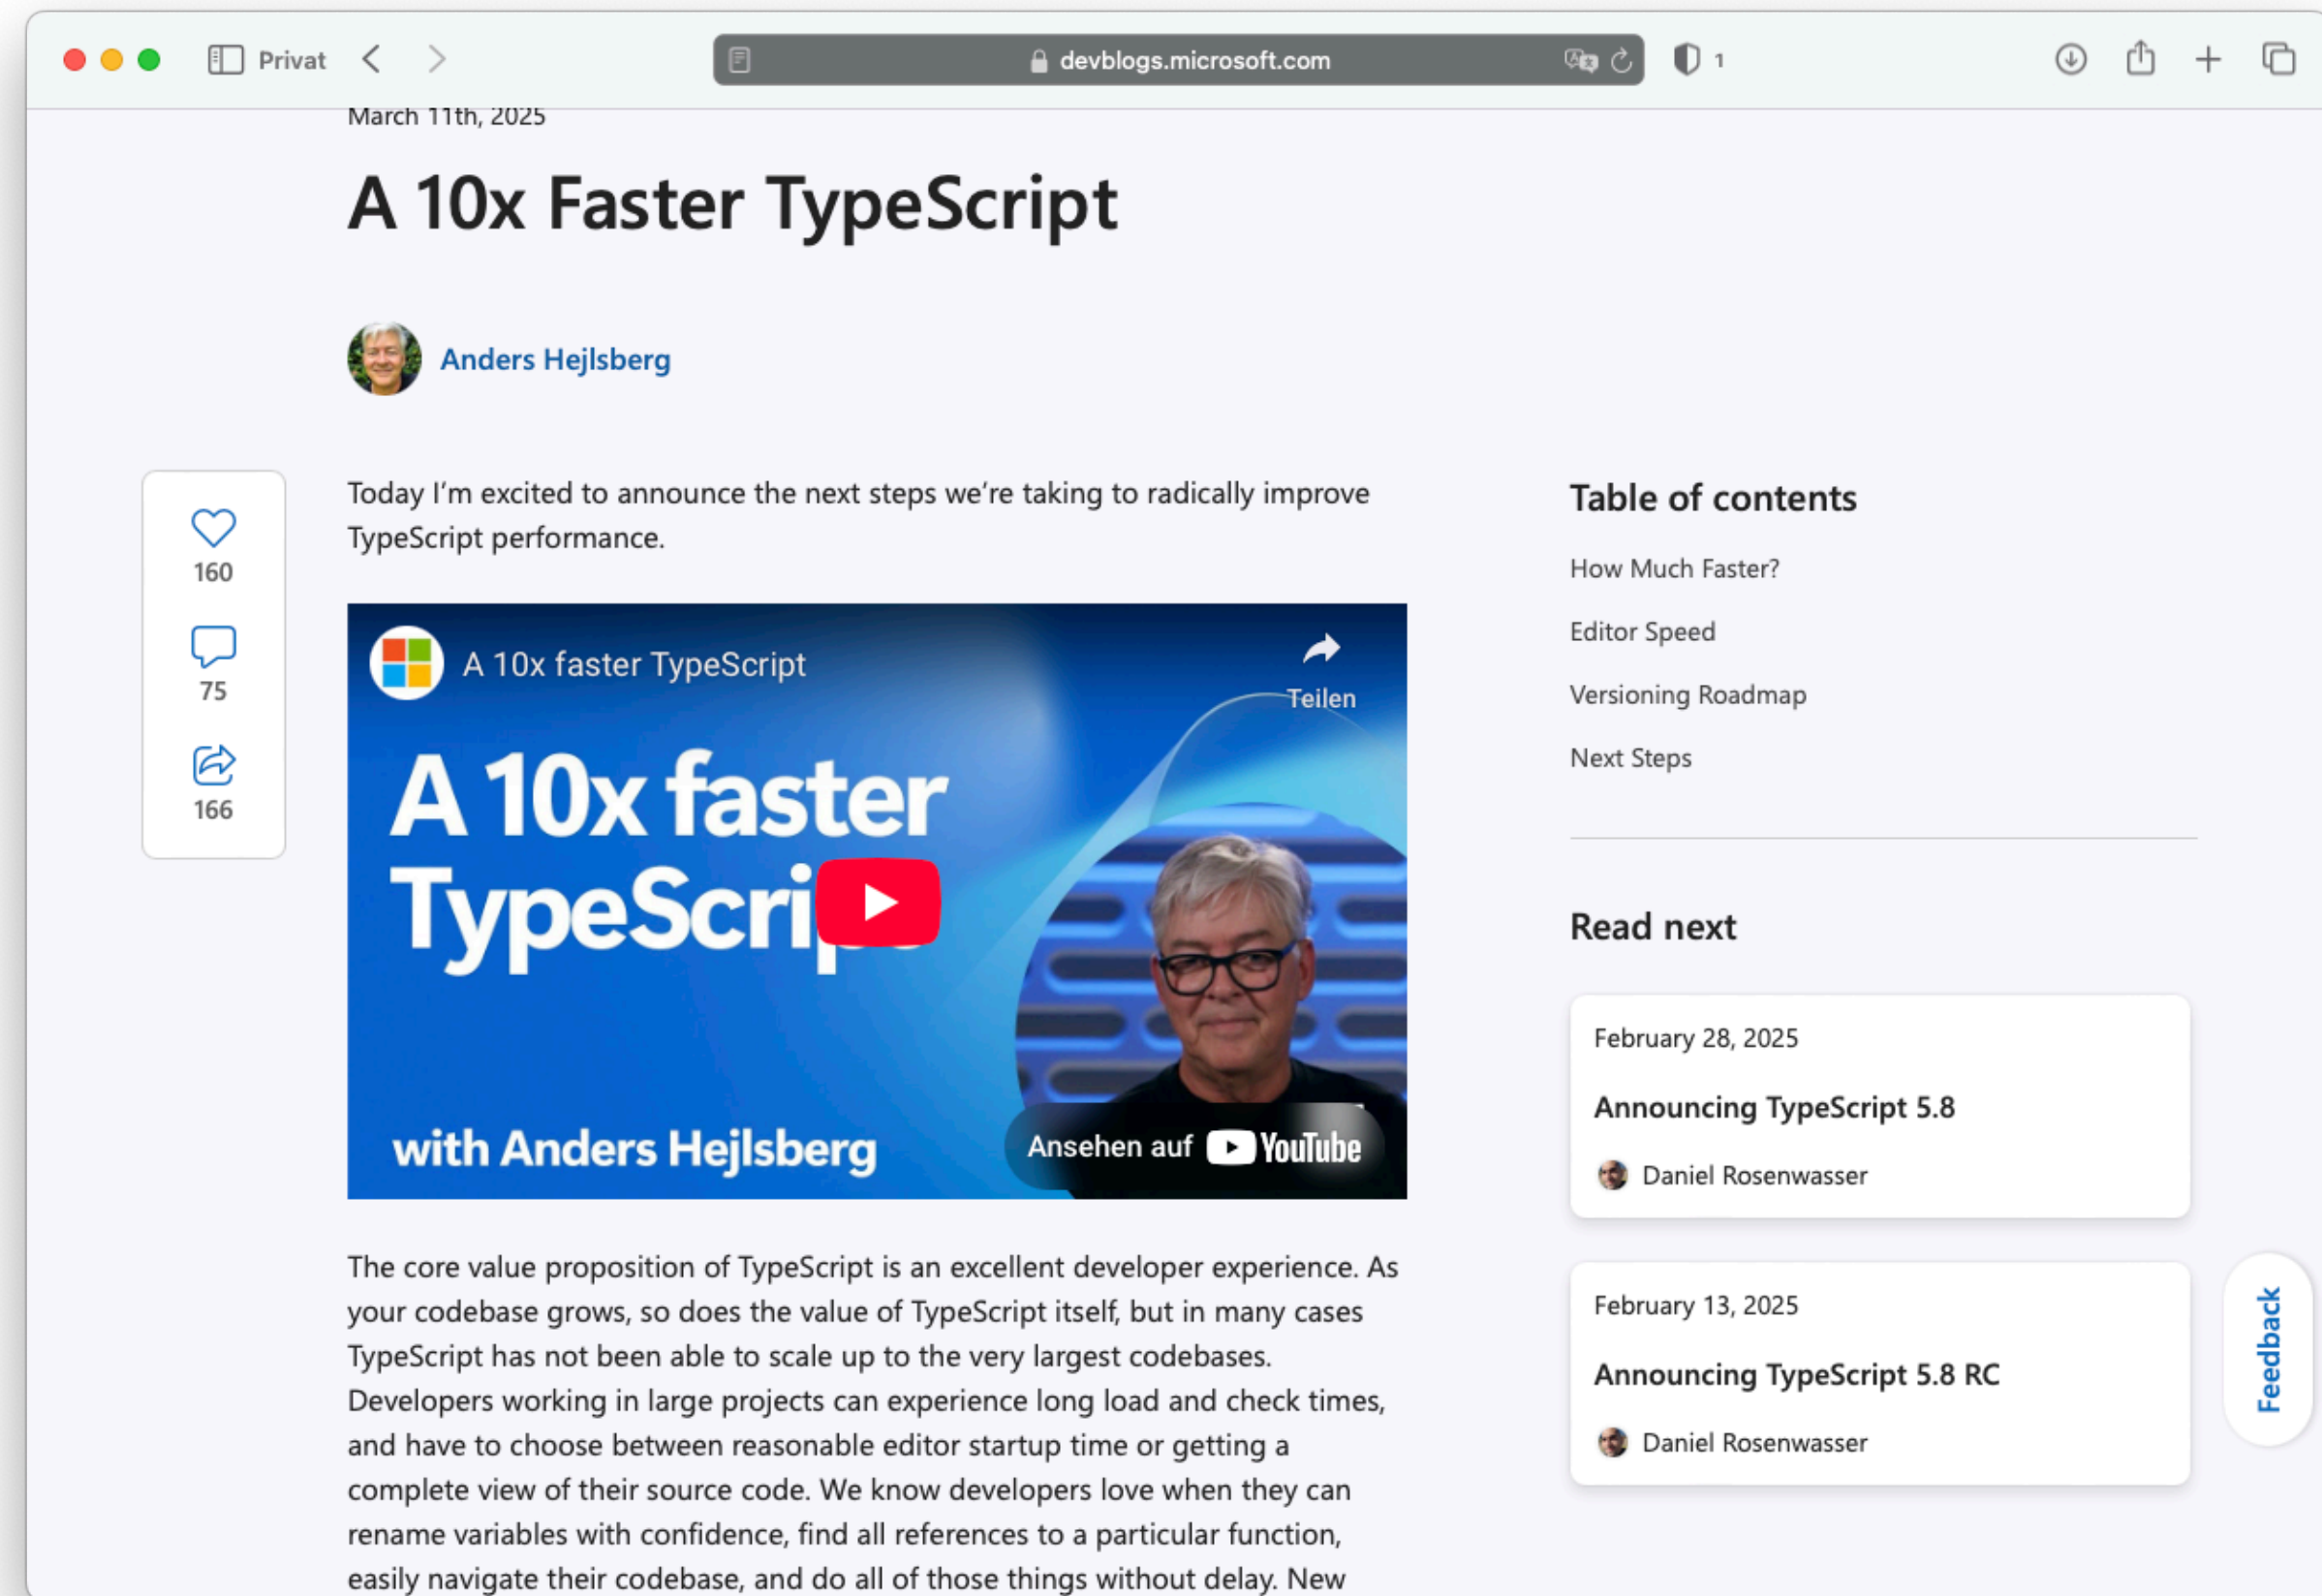 Privat
devblogs.microsoft.com
1
March 11th, 2025
A 10x Faster TypeScript
Anders Hejlsberg
160
75
166
Today I'm excited to announce the next steps we're taking to radically improve
TypeScript performance.
A 10x faster TypeScript
Teilen
A 10x faster
TypeScript
with Anders Hejlsberg
Ansehen auf YouTube
The core value proposition of TypeScript is an excellent developer experience. As
your codebase grows, so does the value of TypeScript itself, but in many cases
TypeScript has not been able to scale up to the very largest codebases.
Developers working in large projects can experience long load and check times,
and have to choose between reasonable editor startup time or getting a
complete view of their source code. We know developers love when they can
rename variables with confidence, find all references to a particular function,
easily navigate their codebase, and do all of those things without delay. New
Table of contents
How Much Faster?
Editor Speed
Versioning Roadmap
Next Steps
Read next
February 28, 2025
Announcing TypeScript 5.8
Daniel Rosenwasser
February 13, 2025
Announcing TypeScript 5.8 RC
Daniel Rosenwasser
Feedback